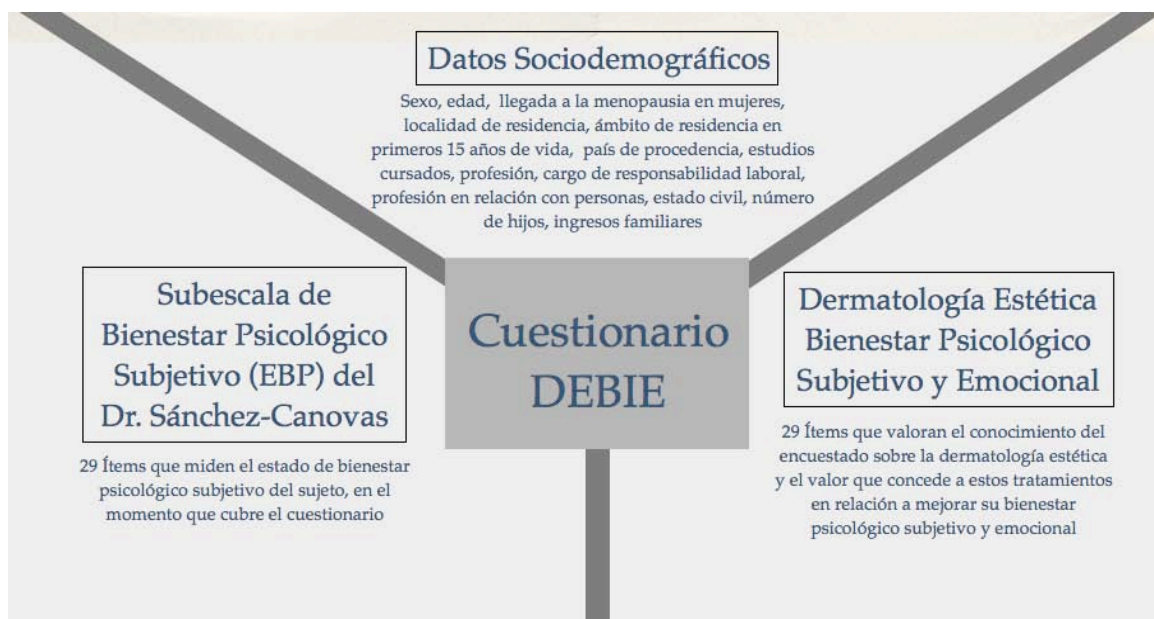 Datos Sociodemográficos
Sexo, edad, llegada a la menopausia en mujeres,
localidad de residencia, ámbito de residencia en
primeros 15 años de vida, país de procedencia, estudios
cursados, profesión, cargo de responsabilidad laboral,
profesión en relación con personas, estado civil, número
de hijos, ingresos familiares
Subescala de
Bienestar Psicológico
Subjetivo (EBP) del
Dr. Sánchez-Canovas
29 Ítems que miden el estado de bienestar
psicológico subjetivo del sujeto, en el
momento que cubre el cuestionario
Cuestionario
DEBIE
Dermatología Estética
Bienestar Psicológico
Subjetivo y Emocional
29 Ítems que valoran el conocimiento del
encuestado sobre la dermatología estética
y el valor que concede a estos tratamientos
en relación a mejorar su bienestar
psicológico subjetivo y emocional